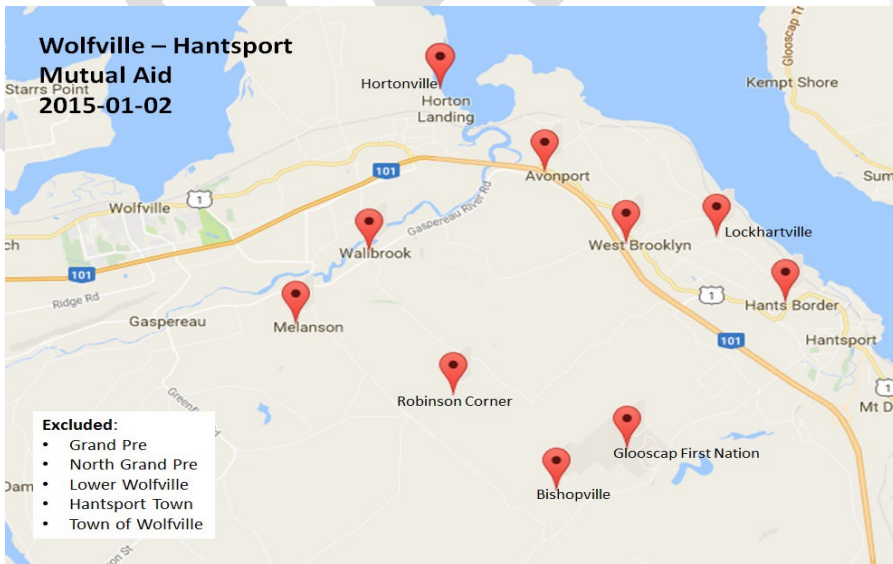 Wolfville – Hantsport
Mutual Aid
2015-01-02
Starrs Point
Hortonville
Horton
Landing
Glooscap Tr
Kempt Shore
Sum
101
Avonport
1
Wolfville
ch
Gaspereau River Rd
Wallbrook
West Brooklyn
Lockhartville
101
Ridge Rd
Gaspereau
Melanson
1
Hants Border
101
Hantsport
1
Mt D
Robinson Corner
Excluded:
• Grand Pre
• North Grand Pre
• Lower Wolfville
• Hantsport Town
• Town of Wolfville
Glooscap First Nation
Bishopville
Dam
on St